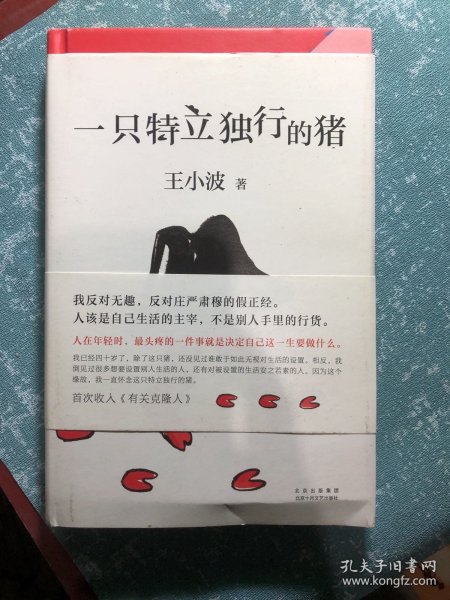 一只特立独行的猪
王小波 著
我反对无趣，反对庄严肃穆的假正经。
人该是自己生活的主宰，不是别人手里的行货。
人在年轻时，最头疼的一件事就是决定自己这一生要做什么。
我已经四十岁了，除了这只猪，还没见过谁敢于如此无视对生活的设置。相反，我
倒见过很多想要设置别人生活的人，还有对被设置的生活安之若素的人。因为这个
缘故，我一直怀念这只特立独行的猪。
首次收入《有关克隆人》
北京出版集团
北京十月文艺出版社
孔夫子旧书网
www.kongfz.com